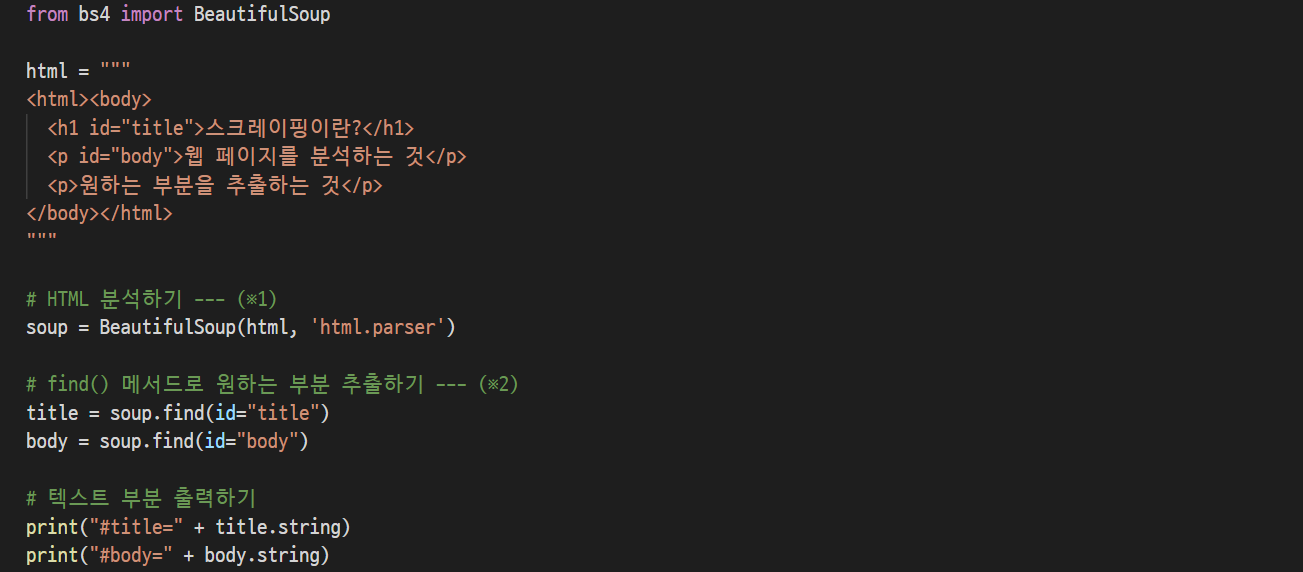 from bs4 import BeautifulSoup
html = """
<html><body>
<h1 id="title">스크레이핑이란?</h1>
<p id="body">웹 페이지를 분석하는 것</p>
<p>원하는 부분을 추출하는 것</p>
</body></html>
"""
# HTML 분석하기 --- (※1)
soup = BeautifulSoup(html, 'html.parser')
# find() 메서드로 원하는 부분 추출하기 --- (※2)
title = soup.find(id="title")
body = soup.find(id="body")
# 텍스트 부분 출력하기
print("#title=" + title.string)
print("#body=" + body.string)